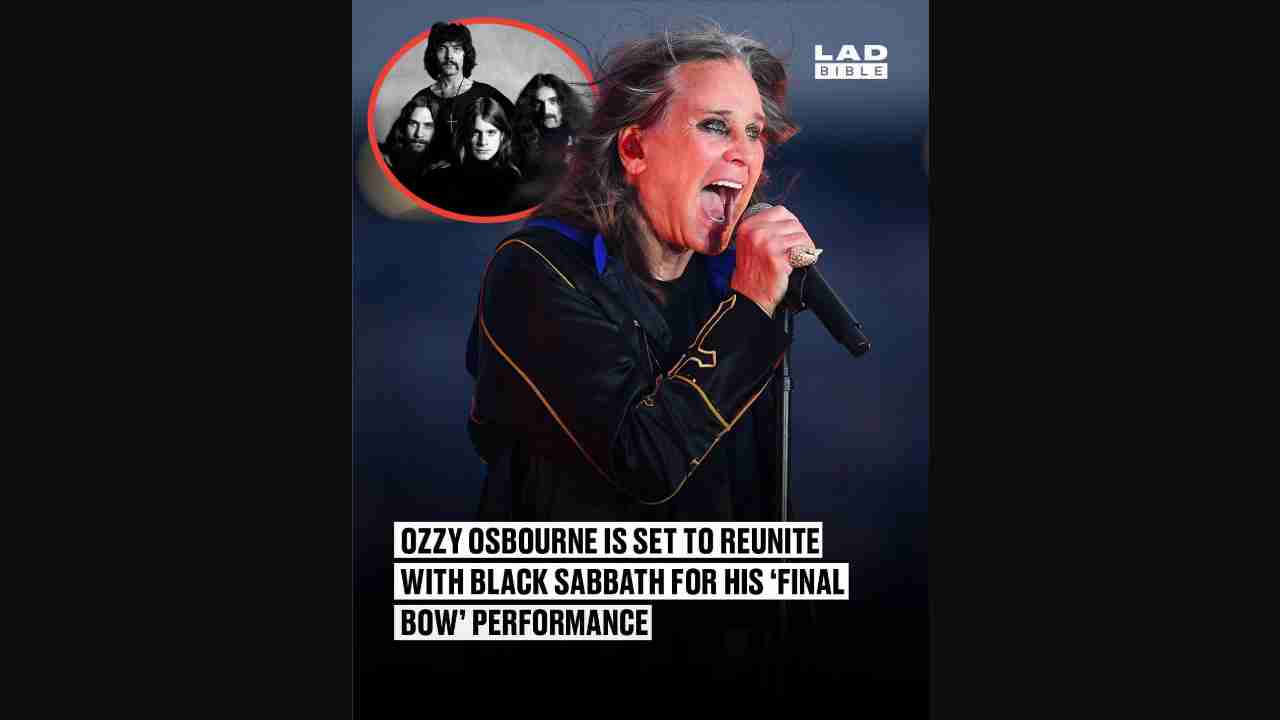 LAD
BIBLE
OZZY OSBOURNE IS SET TO REUNITE
WITH BLACK SABBATH FOR HIS ‘FINAL
BOW’ PERFORMANCE